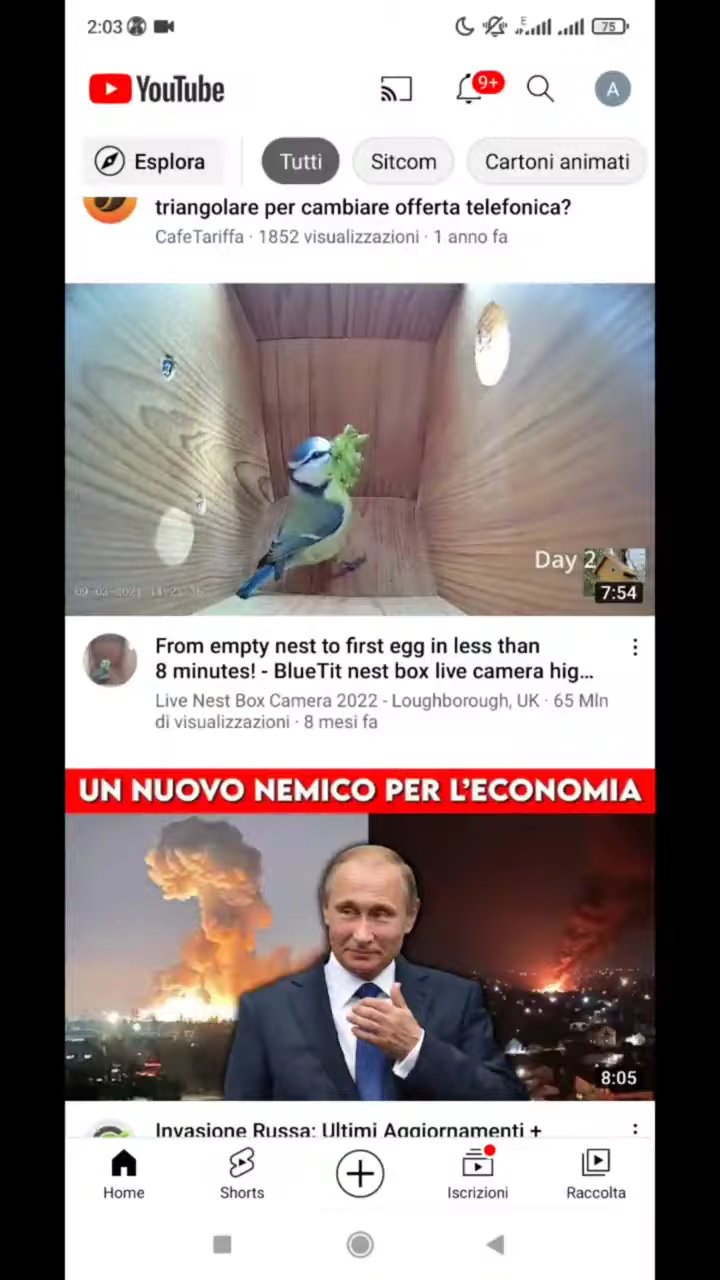 2:03
E
75
YouTube
9+
A
Esplora
Tutti
Sitcom
Cartoni animati
triangolare per cambiare offerta telefonica?
CafeTariffa · 1852 visualizzazioni · 1 anno fa
Day 2
7:54
From empty nest to first egg in less than
8 minutes! - BlueTit nest box live camera hig...
Live Nest Box Camera 2022 - Loughborough, UK · 65 Mln
di visualizzazioni · 8 mesi fa
UN NUOVO NEMICO PER L'ECONOMIA
8:05
Invasione Russa: Ultimi Aggiornamenti +
Home
Shorts
Iscrizioni
Raccolta